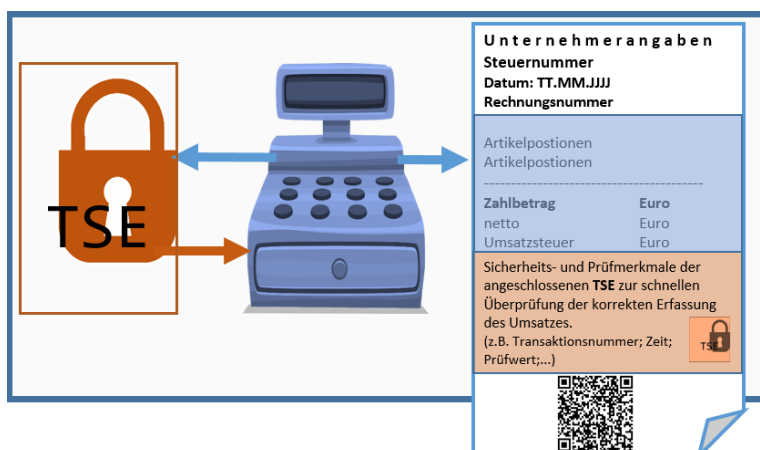 TSE
Unternehmerangaben
Steuernummer
Datum: TT.MM.JJJJ
Rechnungsnummer
Artikelpostionen
Artikelpostionen
-------------------------------------------
Zahlbetrag Euro
netto Euro
Umsatzsteuer Euro
Sicherheits- und Prüfmerkmale der
angeschlossenen TSE zur schnellen
Überprüfung der korrekten Erfassung
des Umsatzes.
(z.B. Transaktionsnummer; Zeit;
Prüfwert;...)
TSE